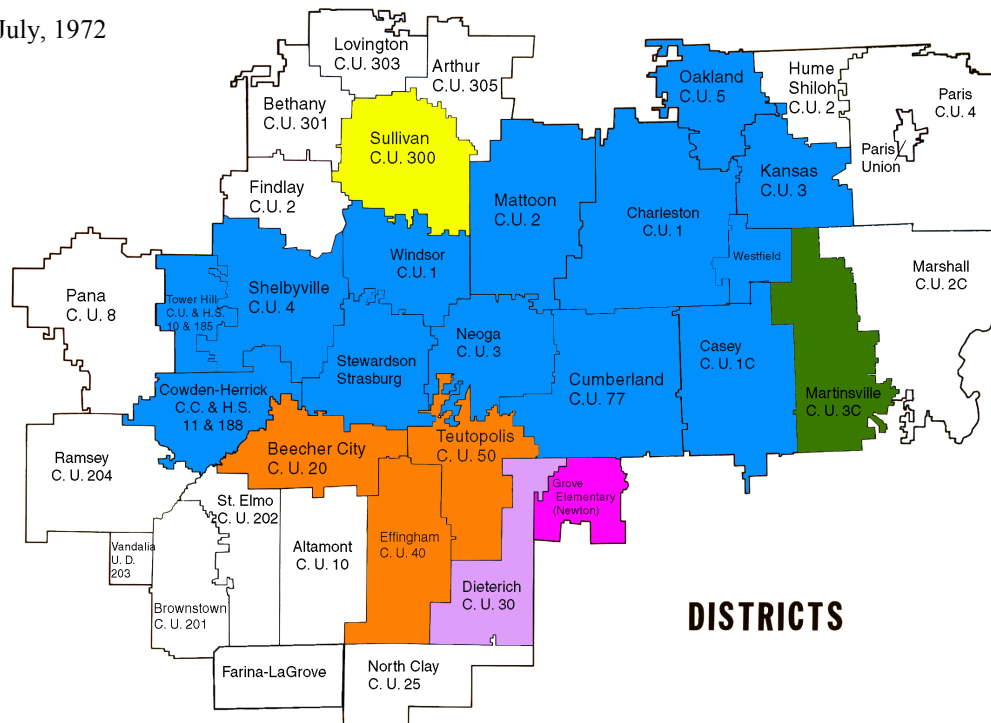 July, 1972
Lovington
C.U. 303
Arthur
C.U. 305
Bethany
C.U. 301
Sullivan
C.U. 300
Findlay
C.U. 2
Oakland
C.U. 5
Hume
Shiloh
C.U. 2
Paris
C.U. 4
Paris
Union
Kansas
C.U. 3
Mattoon
C.U. 2
Charleston
C.U. 1
Westfield
Windsor
C.U. 1
Marshall
C.U. 2C
Pana
C. U. 8
Tower Hill
C.U. & H.S.
10 & 185
Shelbyville
C.U. 4
Stewardson
Strasburg
Neoga
C.U. 3
Cumberland
C.U. 77
Casey
C. U. 1C
Martinsville
C. U. 3C
Cowden-Herrick
C.C. & H.S.
11 & 188
Beecher City
C. U. 20
Teutopolis
C. U. 50
Ramsey
C.U. 204
St. Elmo
C. U. 202
Grove
Elementary
(Newton)
Vandalia
U. D.
203
Altamont
C. U. 10
Effingham
C. U. 40
Dieterich
C. U. 30
Brownstown
C. U. 201
DISTRICTS
Farina-LaGrove
North Clay
C. U. 25